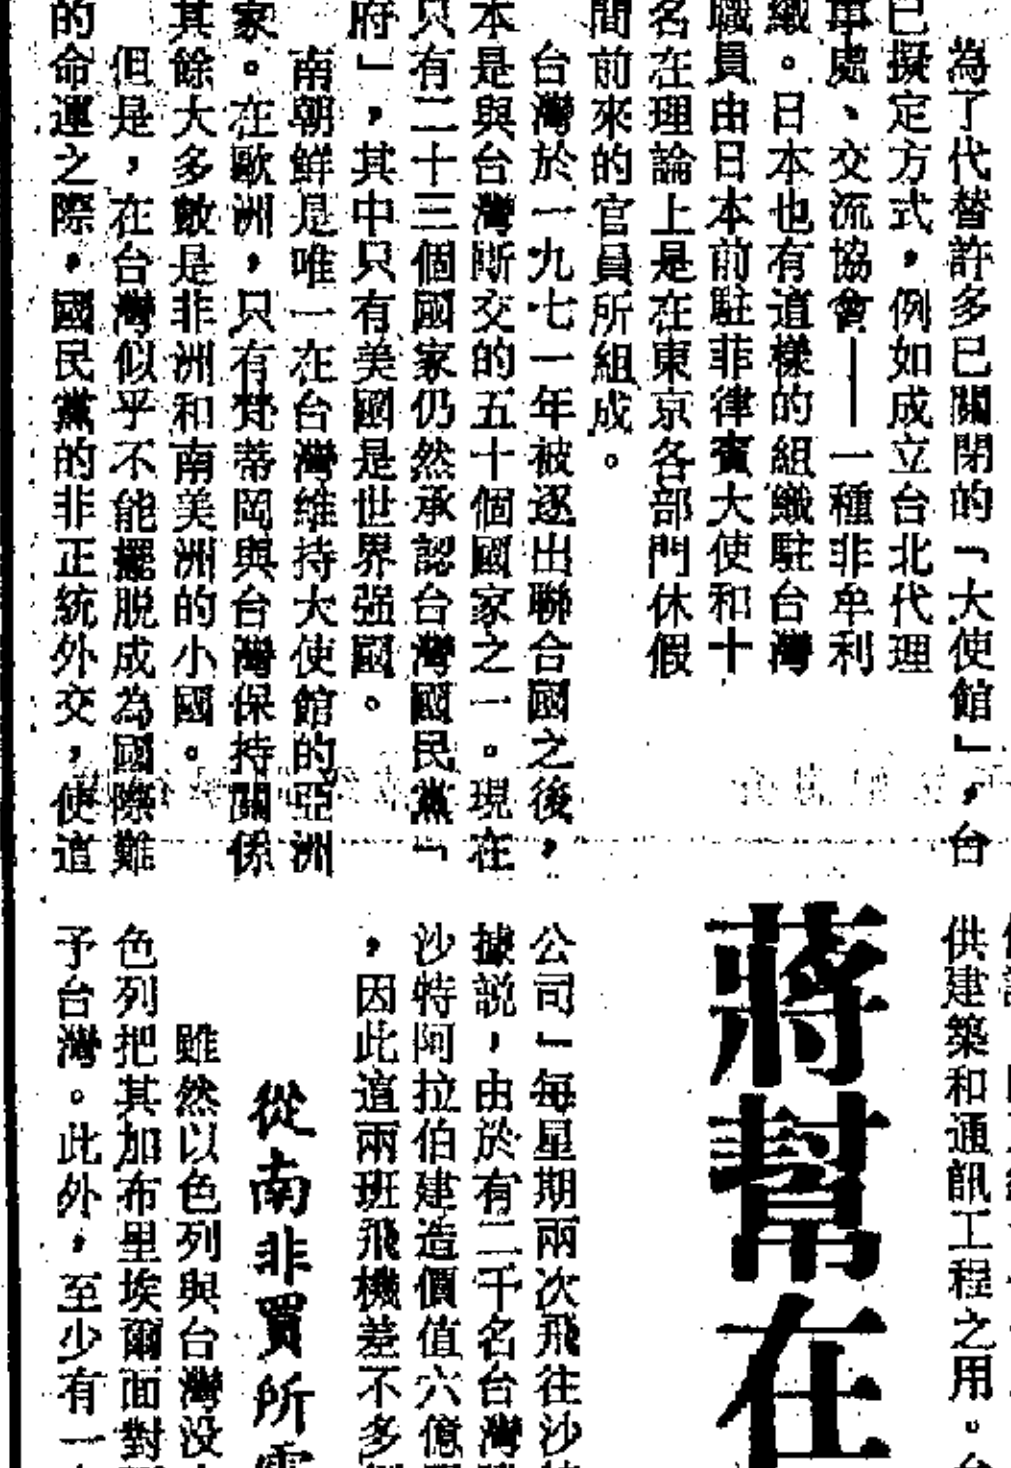 為了代替許多已關閉的「大使館」，台
已擬定方式，例如成立台北代理
事處、交流協會——一種非牟利
織。日本也有這樣的組織駐台灣
職員由日本前駐菲律賓大使和十
名在理論上是在東京各部門休假
間前來的官員所組成。
台灣於一九七一年被逐出聯合國之後，
本是與台灣斷交的五十個國家之一。現在
只有二十三個國家仍然承認台灣國民黨「
府」，其中只有美國是世界强國。
南朝鮮是唯一在台灣維持大使館的亞洲
家。在歐洲，只有梵蒂岡與台灣保持關係
其餘大多數是非洲和南美洲的小國。
但是，在台灣似乎不能擺脫成為國際難
的命運之際，國民黨的非正統外交，使這
供建築和通訊工程之用。
蔣幫在
公司」每星期兩次飛往沙
據説，由於有二千名台灣
沙特阿拉伯建造價值六億
，因此這兩班飛機差不多
從南非買所
雖然以色列與台灣没
色列把其加布里埃爾面對
予台灣。此外，至少有一